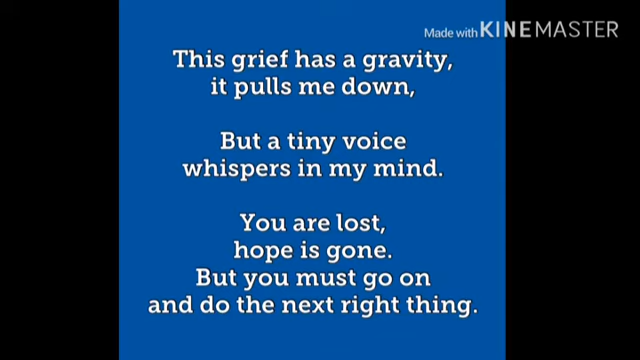 Made with KINEMASTER
This grief has a gravity,
it pulls me down,
But a tiny voice
whispers in my mind.
You are lost,
hope is gone.
But you must go on
and do the next right thing.